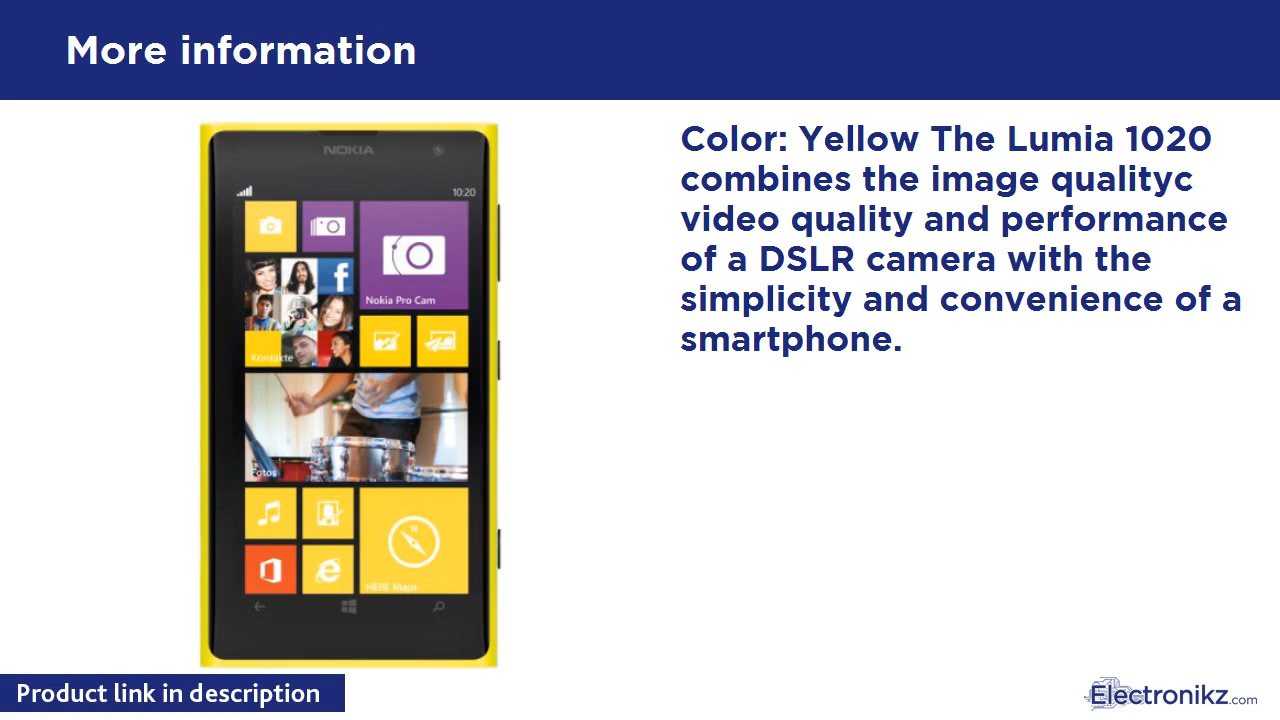 More information
NOKIA
10:20
Nokia Pro Cam
Kontakte
Fotos
N
HERE Maps
Color: Yellow The Lumia 1020
combines the image qualityc
video quality and performance
of a DSLR camera with the
simplicity and convenience of a
smartphone.
Product link in description
Electronikz.com